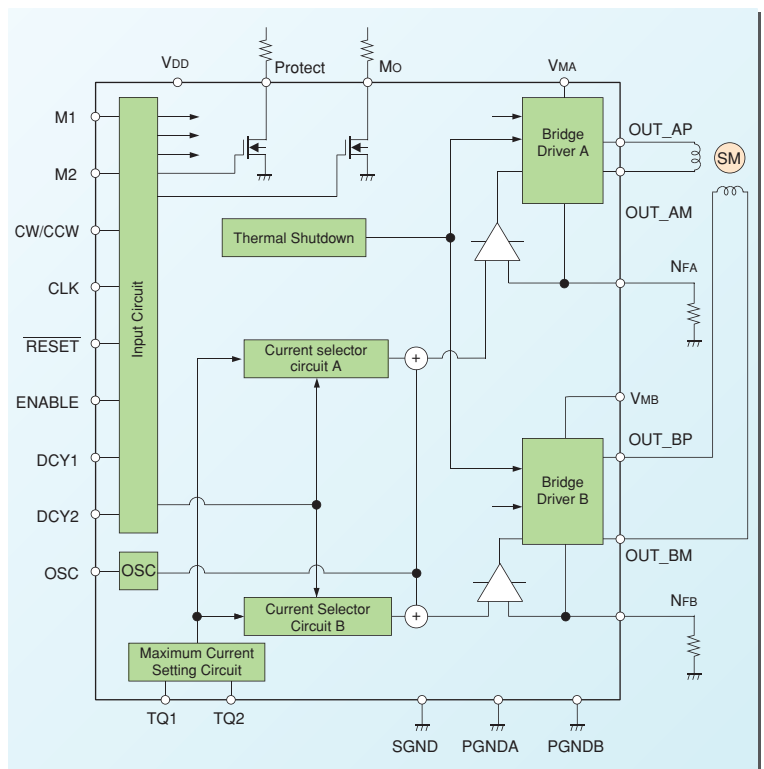 VDD
Protect
MO
VMA
M1
M2
CW/CCW
CLK
RESET
ENABLE
DCY1
DCY2
OSC
Input Circuit
OSC
Thermal Shutdown
Bridge
Driver A
OUT_AP
SM
OUT_AM
NFA
Current selector
circuit A
+
VMB
OUT_BP
Bridge
Driver B
OUT_BM
Current Selector
Circuit B
+
NFB
Maximum Current
Setting Circuit
TQ1
TQ2
SGND
PGNDA
PGNDB